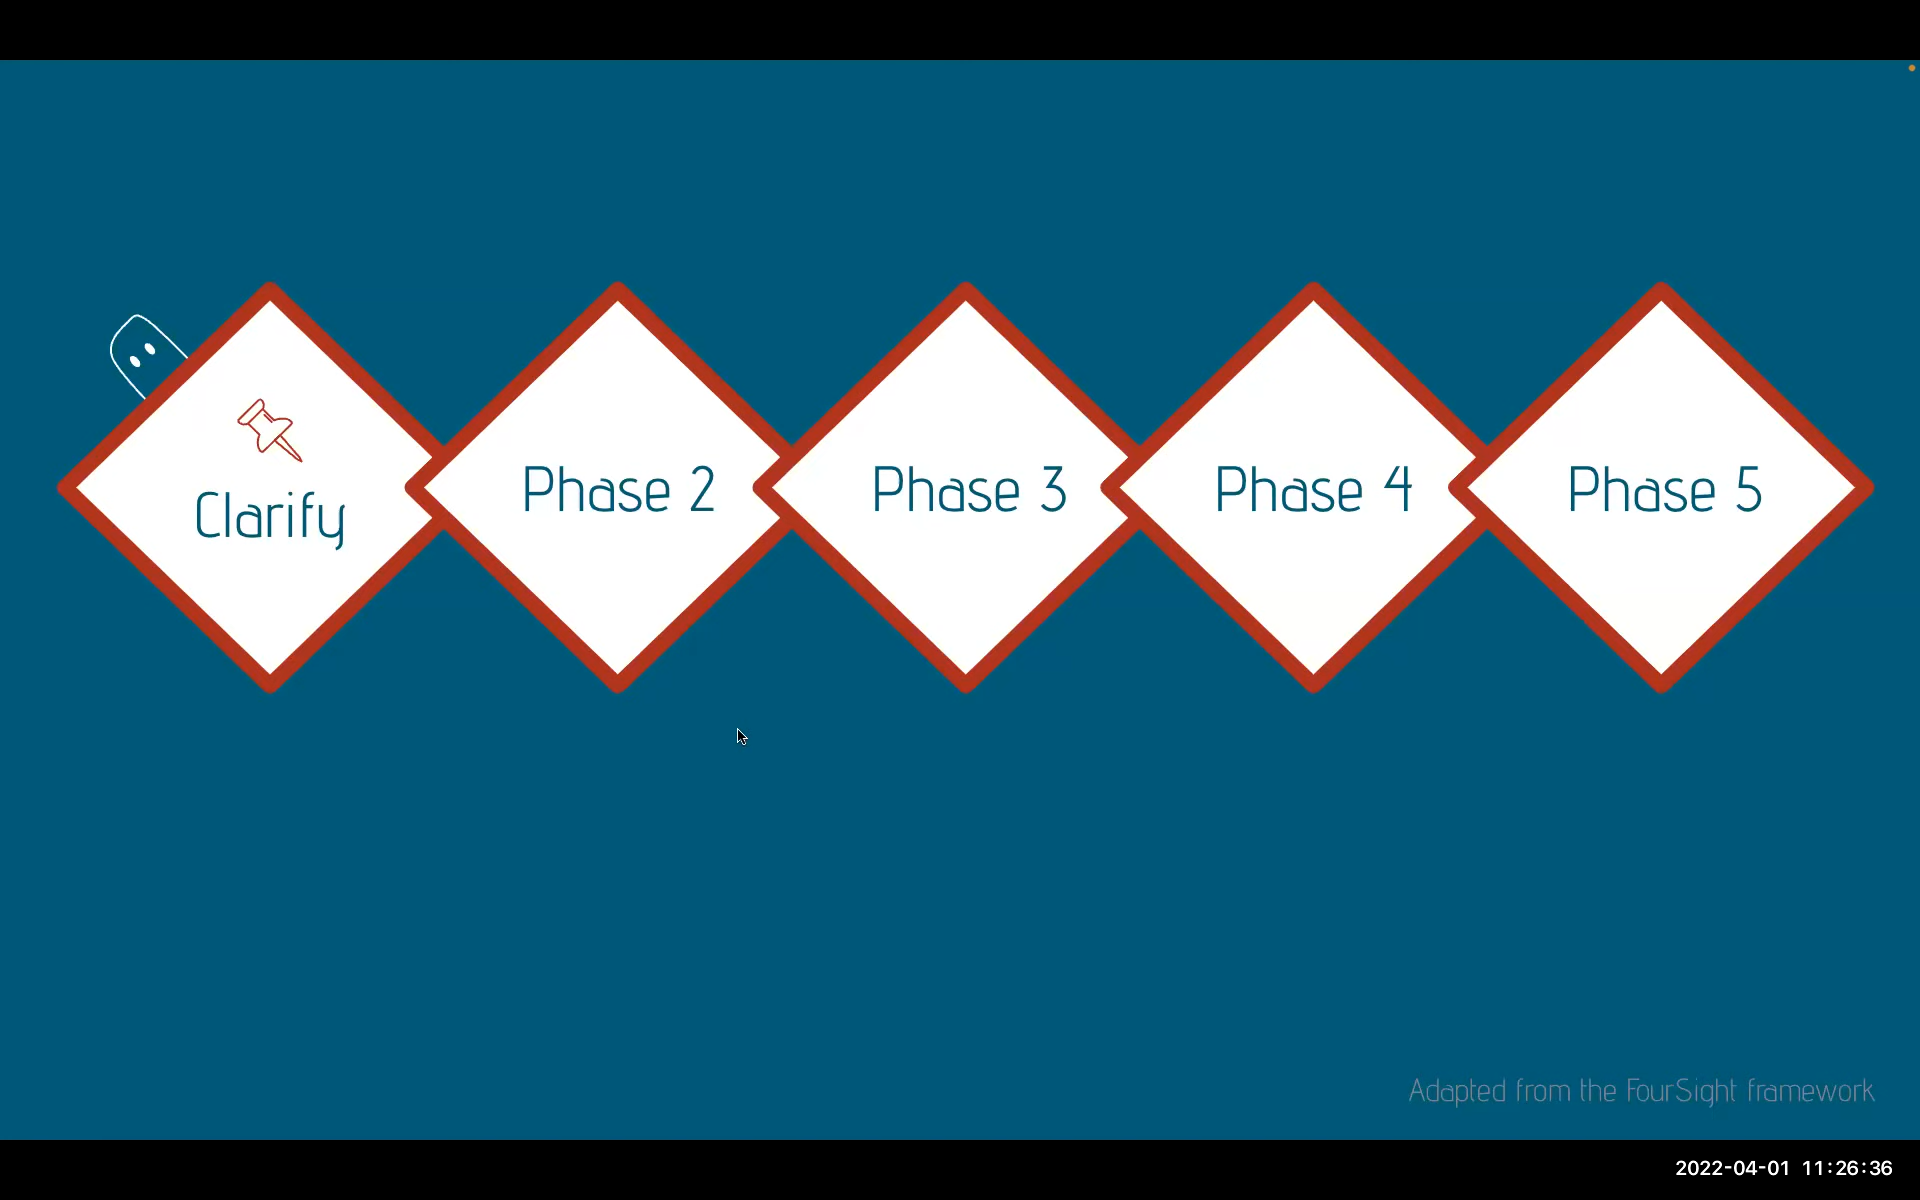 Clarify
Phase 2
Phase 3
Phase 4
Phase 5
Adapted from the FourSight framework
2022-04-01 11:26:36